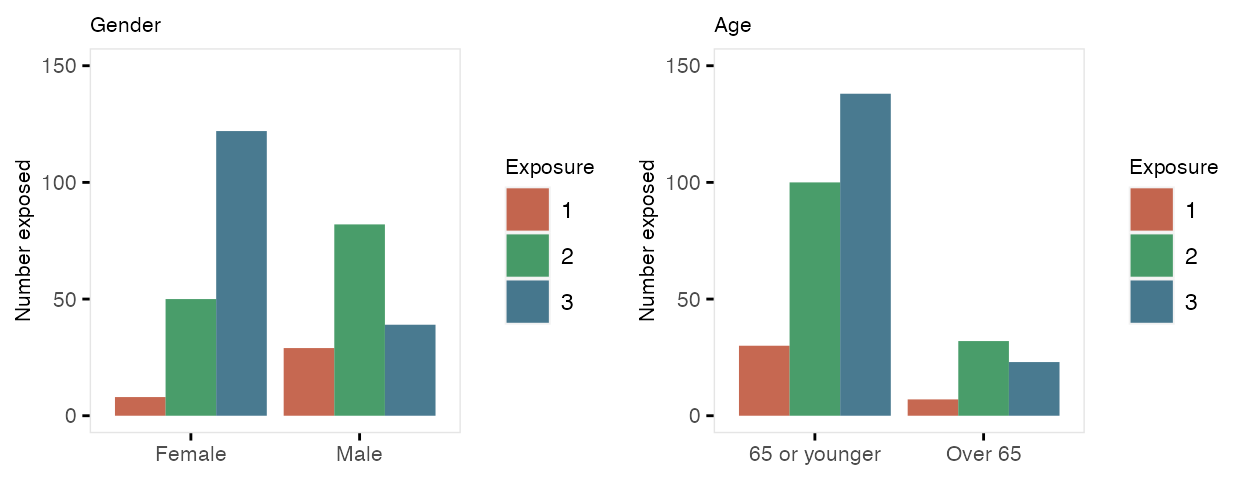 Gender
150
100
50
0
Number exposed
Female Male
Exposure
1
2
3
Age
150
100
50
0
Number exposed
65 or younger Over 65
Exposure
1
2
3